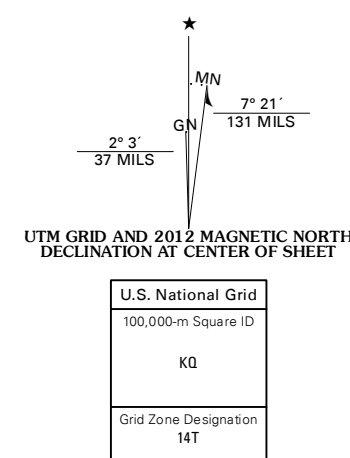 ★
MN
7° 21´
131 MILS
GN
2° 3´
37 MILS
UTM GRID AND 2012 MAGNETIC NORTH
DECLINATION AT CENTER OF SHEET
U.S. National Grid
100,000-m Square ID
KQ
Grid Zone Designation
14T